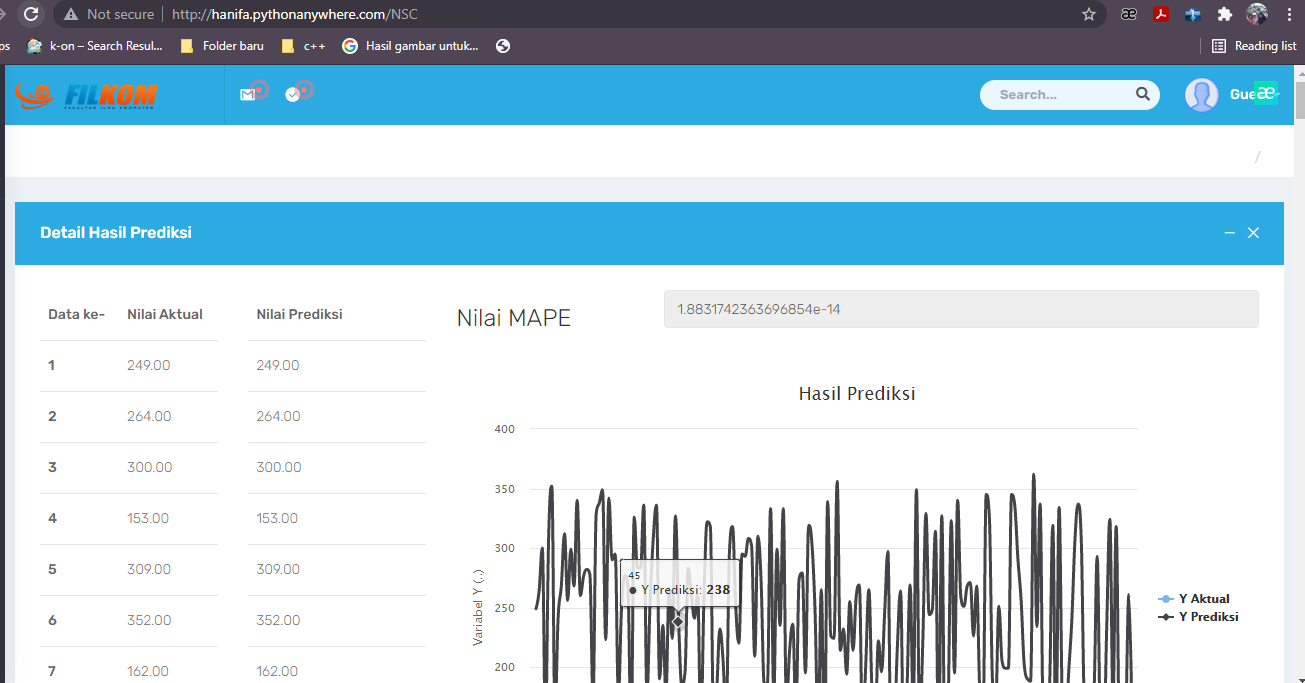 Not secure
http://hanifa.pythonanywhere.com/NSC
ps
k-on – Search Resul...
Folder baru
c++
Hasil gambar untuk...
Reading list
FILKOM
Search...
Gue
æ
/
Detail Hasil Prediksi
Data ke- Nilai Aktual Nilai Prediksi
1 249.00 249.00
2 264.00 264.00
3 300.00 300.00
4 153.00 153.00
5 309.00 309.00
6 352.00 352.00
7 162.00 162.00
Nilai MAPE
1.8831742363696854e-14
Hasil Prediksi
400
350
300
250
200
Variabel Y (..)
45
Y Prediksi: 238
Y Aktual
Y Prediksi